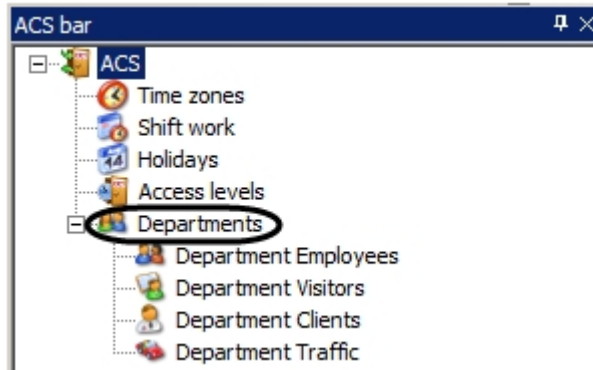 ACS bar
ACS
Time zones
Shift work
Holidays
Access levels
Departments
Department Employees
Department Visitors
Department Clients
Department Traffic